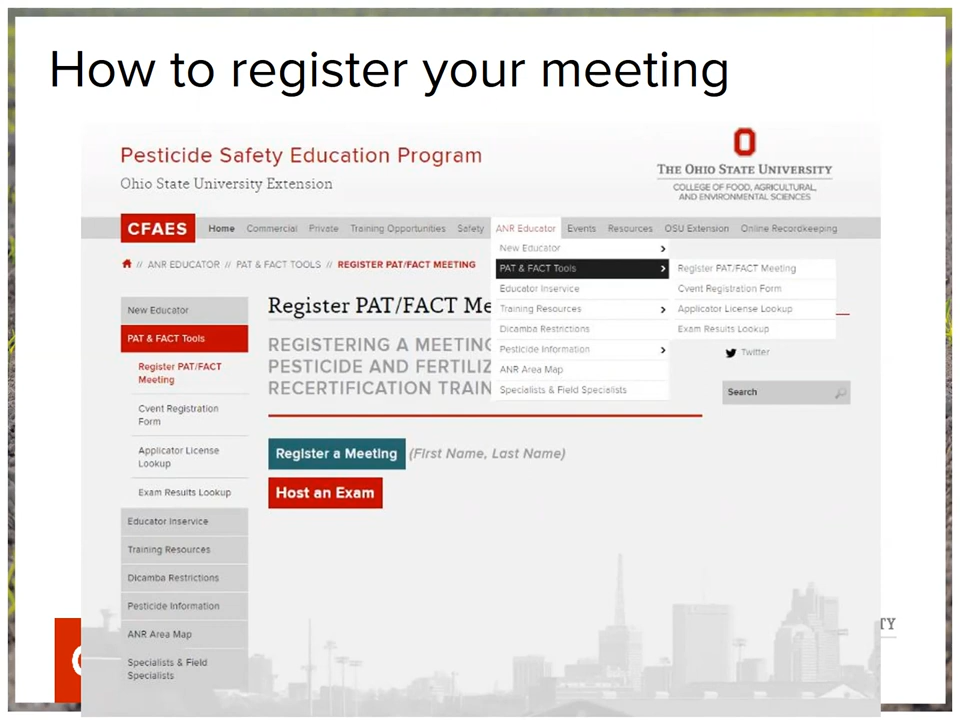 How to register your meeting
Pesticide Safety Education Program
Ohio State University Extension
THE OHIO STATE UNIVERSITY
COLLEGE OF FOOD, AGRICULTURAL,
AND ENVIRONMENTAL SCIENCES
CFAES Home Commercial Private Training Opportunities Safety ANR Educator Events Resources OSU Extension Online Recordkeeping
// ANR EDUCATOR // PAT & FACT TOOLS // REGISTER PAT/FACT MEETING
New Educator
PAT & FACT Tools
Educator Inservice
Training Resources
Dicamba Restrictions
Pesticide Information
ANR Area Map
Specialists & Field Specialists
Register PAT/FACT Meeting
Cvent Registration Form
Applicator License Lookup
Exam Results Lookup
New Educator
PAT & FACT Tools
Register PAT/FACT
Meeting
Cvent Registration
Form
Applicator License
Lookup
Exam Results Lookup
Educator Inservice
Training Resources
Dicamba Restrictions
Pesticide Information
ANR Area Map
Specialists & Field
Specialists
Register PAT/FACT Me
REGISTERING A MEETING
PESTICIDE AND FERTILIZ
RECERTIFICATION TRAIN
Register a Meeting (First Name, Last Name)
Host an Exam
Twitter
Search
TY